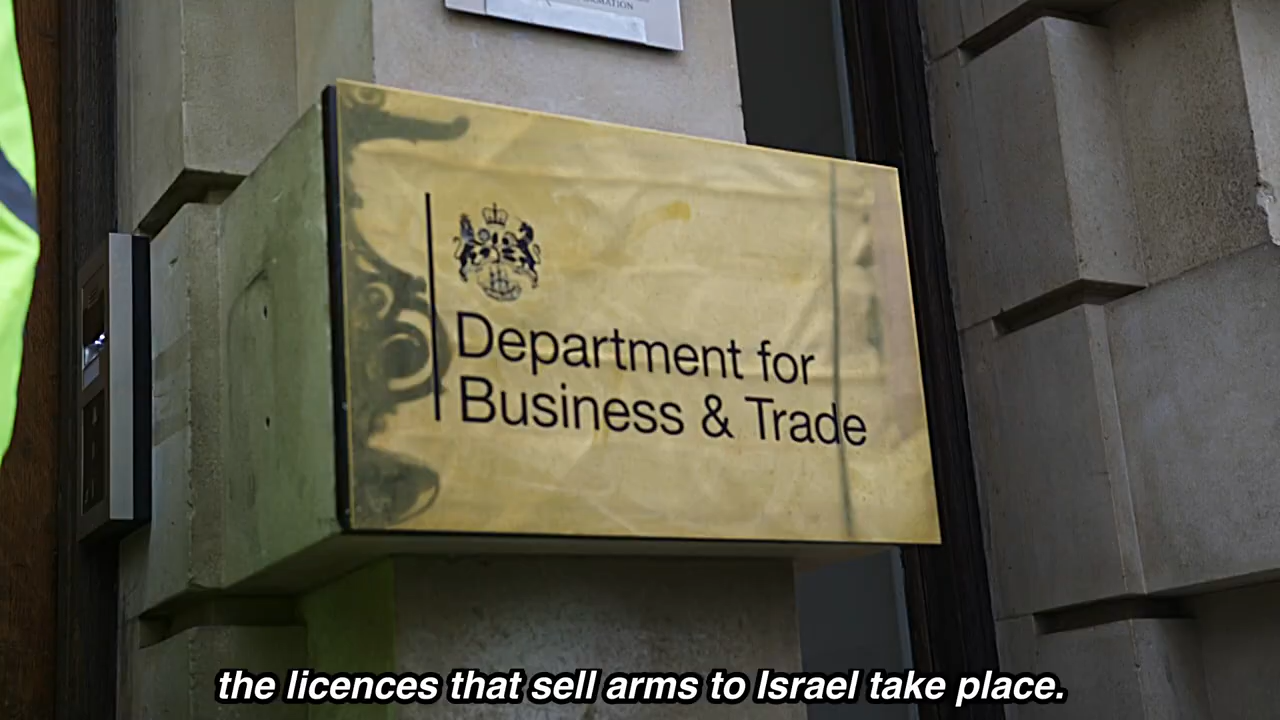 Department for
Business & Trade
the licences that sell arms to Israel take place.